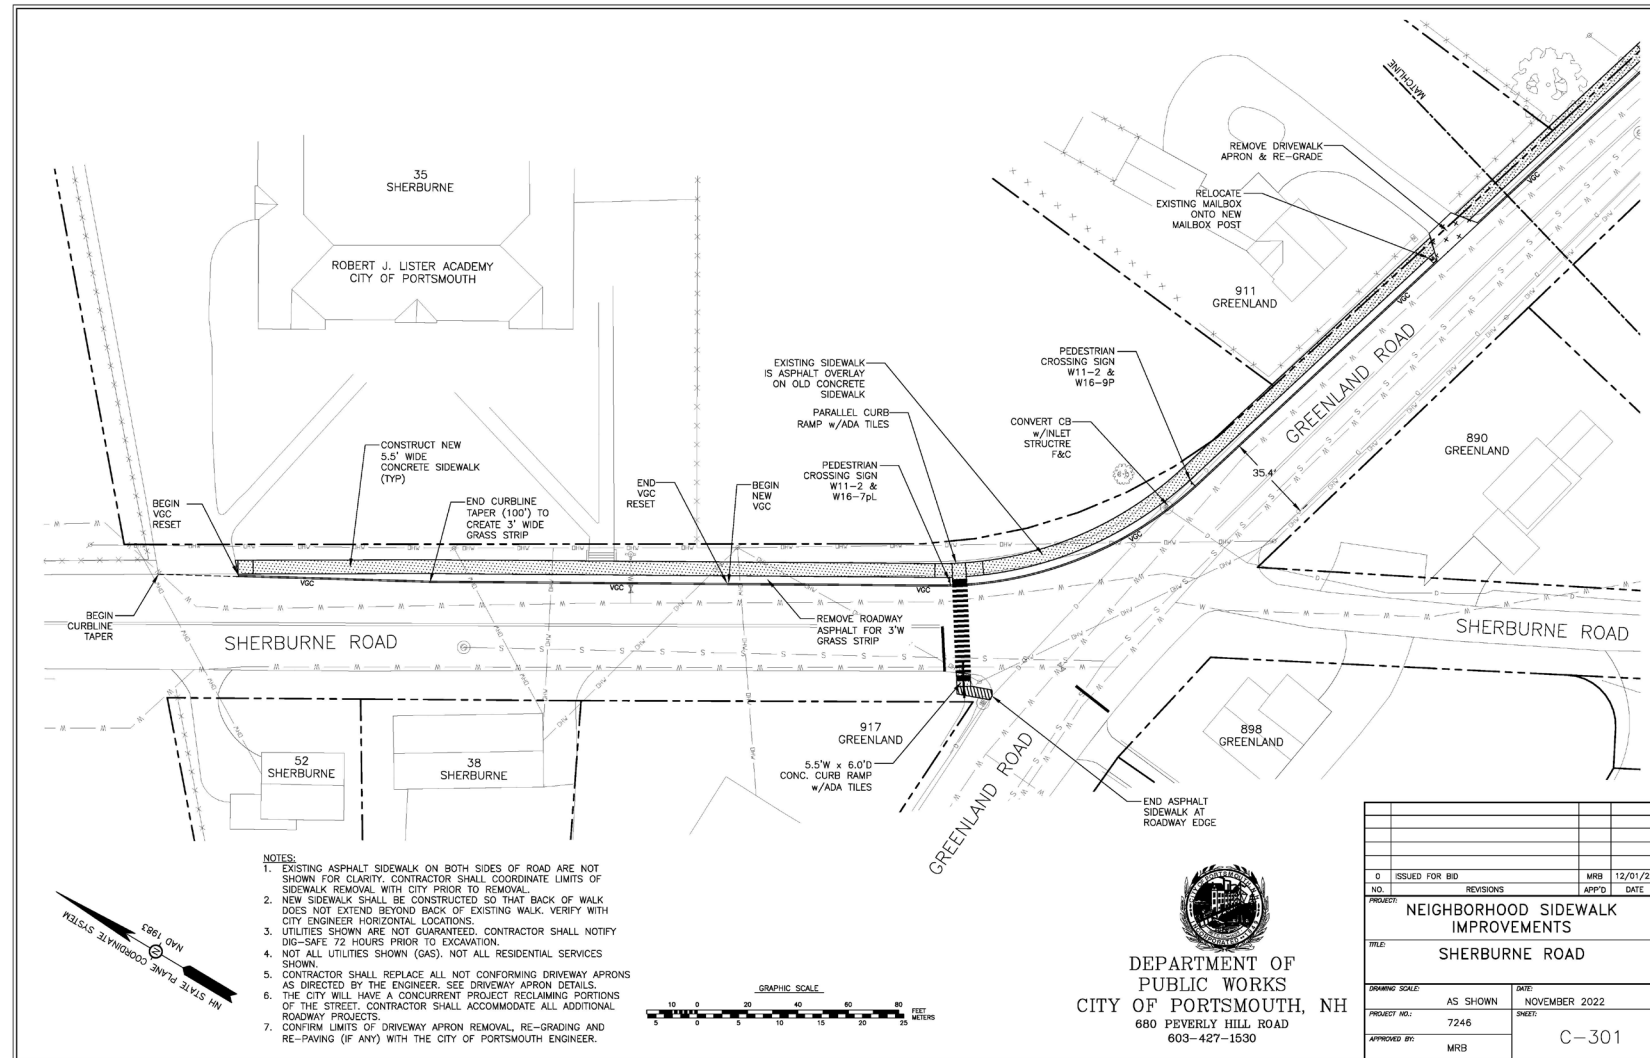 MATCHLINE
REMOVE DRIVEWALK
APRON & RE-GRADE
RELOCATE
EXISTING MAILBOX
ONTO NEW
MAILBOX POST
VGC
VGC
35
SHERBURNE
ROBERT J. LISTER ACADEMY
CITY OF PORTSMOUTH
911
GREENLAND
GREENLAND ROAD
35.4'
890
GREENLAND
PEDESTRIAN
CROSSING SIGN
W11-2 &
W16-9P
EXISTING SIDEWALK
IS ASPHALT OVERLAY
ON OLD CONCRETE
SIDEWALK
PARALLEL CURB
RAMP w/ADA TILES
CONVERT CB
w/INLET
STRUCTRE
F&C
PEDESTRIAN
CROSSING SIGN
W11-2 &
W16-7pL
CONSTRUCT NEW
5.5' WIDE
CONCRETE SIDEWALK
(TYP)
BEGIN
VGC
RESET
END CURBLINE
TAPER (100') TO
CREATE 3' WIDE
GRASS STRIP
END
VGC
RESET
BEGIN
NEW
VGC
VGC
VGC
VGC
VGC
BEGIN
CURBLINE
TAPER
REMOVE ROADWAY
ASPHALT FOR 3'W
GRASS STRIP
SHERBURNE ROAD
SHERBURNE ROAD
52
SHERBURNE
38
SHERBURNE
917
GREENLAND
5.5'W x 6.0'D
CONC. CURB RAMP
w/ADA TILES
898
GREENLAND
GREENLAND ROAD
END ASPHALT
SIDEWALK AT
ROADWAY EDGE
NOTES:
1. EXISTING ASPHALT SIDEWALK ON BOTH SIDES OF ROAD ARE NOT
SHOWN FOR CLARITY. CONTRACTOR SHALL COORDINATE LIMITS OF
SIDEWALK REMOVAL WITH CITY PRIOR TO REMOVAL.
2. NEW SIDEWALK SHALL BE CONSTRUCTED SO THAT BACK OF WALK
DOES NOT EXTEND BEYOND BACK OF EXISTING WALK. VERIFY WITH
CITY ENGINEER HORIZONTAL LOCATIONS.
3. UTILITIES SHOWN ARE NOT GUARANTEED. CONTRACTOR SHALL NOTIFY
DIG-SAFE 72 HOURS PRIOR TO EXCAVATION.
4. NOT ALL UTILITIES SHOWN (GAS). NOT ALL RESIDENTIAL SERVICES
SHOWN.
5. CONTRACTOR SHALL REPLACE ALL NOT CONFORMING DRIVEWAY APRONS
AS DIRECTED BY THE ENGINEER. SEE DRIVEWAY APRON DETAILS.
6. THE CITY WILL HAVE A CONCURRENT PROJECT RECLAIMING PORTIONS
OF THE STREET. CONTRACTOR SHALL ACCOMMODATE ALL ADDITIONAL
ROADWAY PROJECTS.
7. CONFIRM LIMITS OF DRIVEWAY APRON REMOVAL, RE-GRADING AND
RE-PAVING (IF ANY) WITH THE CITY OF PORTSMOUTH ENGINEER.
NAD 1983
NH STATE PLANE COORDINATE SYSTEM
GRAPHIC SCALE
10 0 20 40 60 80 FEET
5 0 5 10 15 20 25 METERS
DEPARTMENT OF
PUBLIC WORKS
CITY OF PORTSMOUTH, NH
680 PEVERLY HILL ROAD
603-427-1530
0 ISSUED FOR BID MRB 12/01/2
NO. REVISIONS APP'D DATE
PROJECT:
NEIGHBORHOOD SIDEWALK
IMPROVEMENTS
TITLE:
SHERBURNE ROAD
DRAWING SCALE: AS SHOWN
DATE: NOVEMBER 2022
PROJECT NO.: 7246
SHEET: C-301
APPROVED BY: MRB